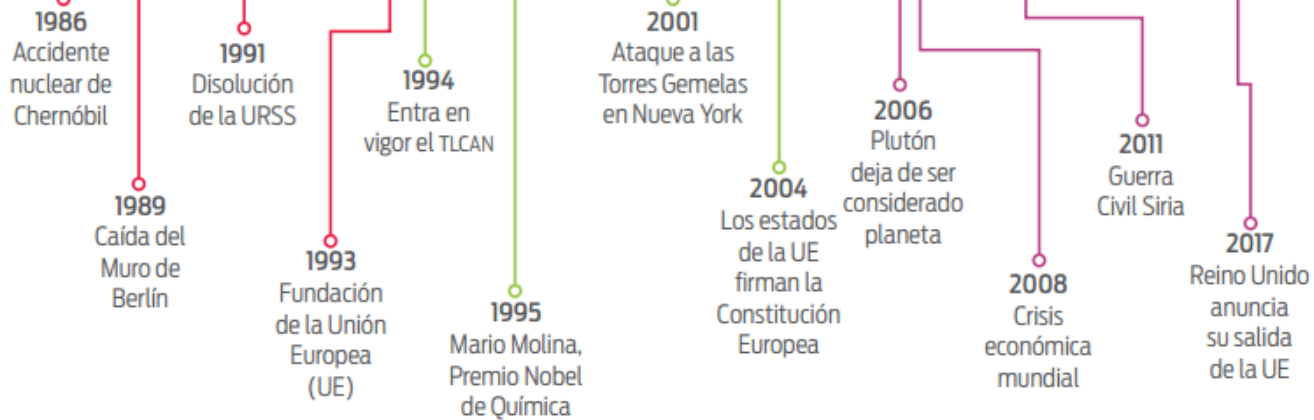 1986
Accidente
nuclear de
Chernóbil
1989
Caída del
Muro de
Berlín
1991
Disolución
de la URSS
1993
Fundación
de la Unión
Europea
(UE)
1994
Entra en
vigor el TLCAN
1995
Mario Molina,
Premio Nobel
de Química
2001
Ataque a las
Torres Gemelas
en Nueva York
2004
Los estados
de la UE
firman la
Constitución
Europea
2006
Plutón
deja de ser
considerado
planeta
2008
Crisis
económica
mundial
2011
Guerra
Civil Siria
2017
Reino Unido
anuncia
su salida
de la UE